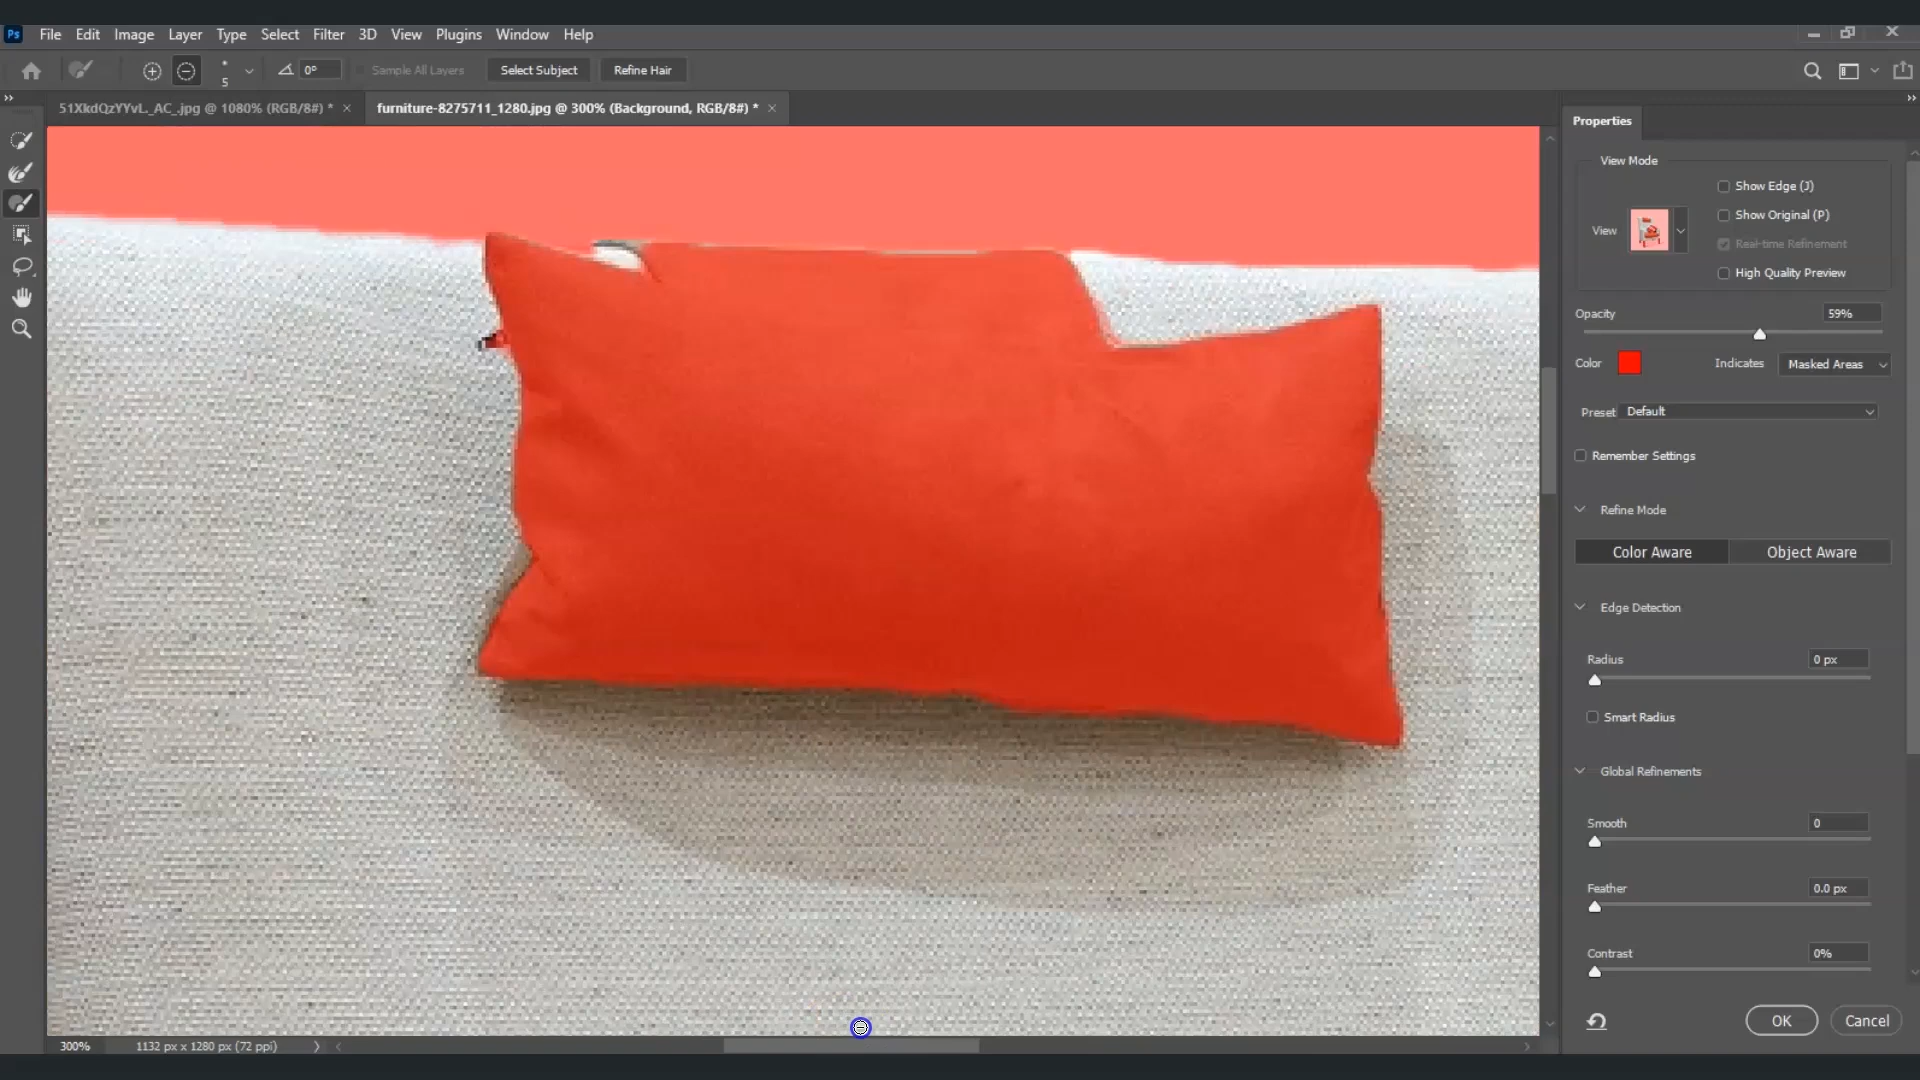 Ps File Edit Image Layer Type Select Filter 3D View Plugins Window Help
5 0° Sample All Layers Select Subject Refine Hair
51XkdQzYYvL._AC_.jpg @ 1080% (RGB/8#) * × furniture-8275711_1280.jpg @ 300% (Background, RGB/8#) * ×
Properties
View Mode
Show Edge (J)
Show Original (P)
View
Real-time Refinement
High Quality Preview
Opacity 59%
Color Indicates Masked Areas
Preset Default
Remember Settings
Refine Mode
Color Aware Object Aware
Edge Detection
Radius 0 px
Smart Radius
Global Refinements
Smooth 0
Feather 0.0 px
Contrast 0%
OK Cancel
300% 1132 px x 1280 px (72 ppi)